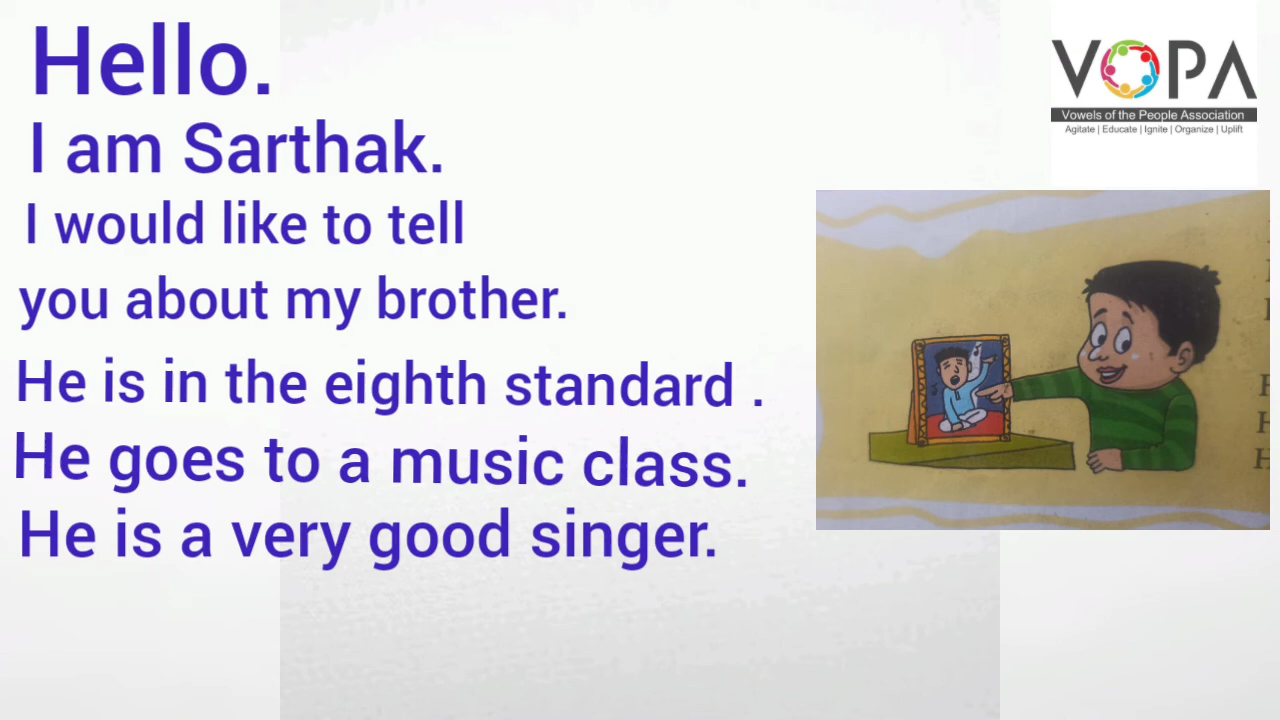 Hello.
I am Sarthak.
I would like to tell
you about my brother.
He is in the eighth standard .
He goes to a music class.
He is a very good singer.
VOPA
Vowels of the People Association
Agitate | Educate | Ignite | Organize | Uplift